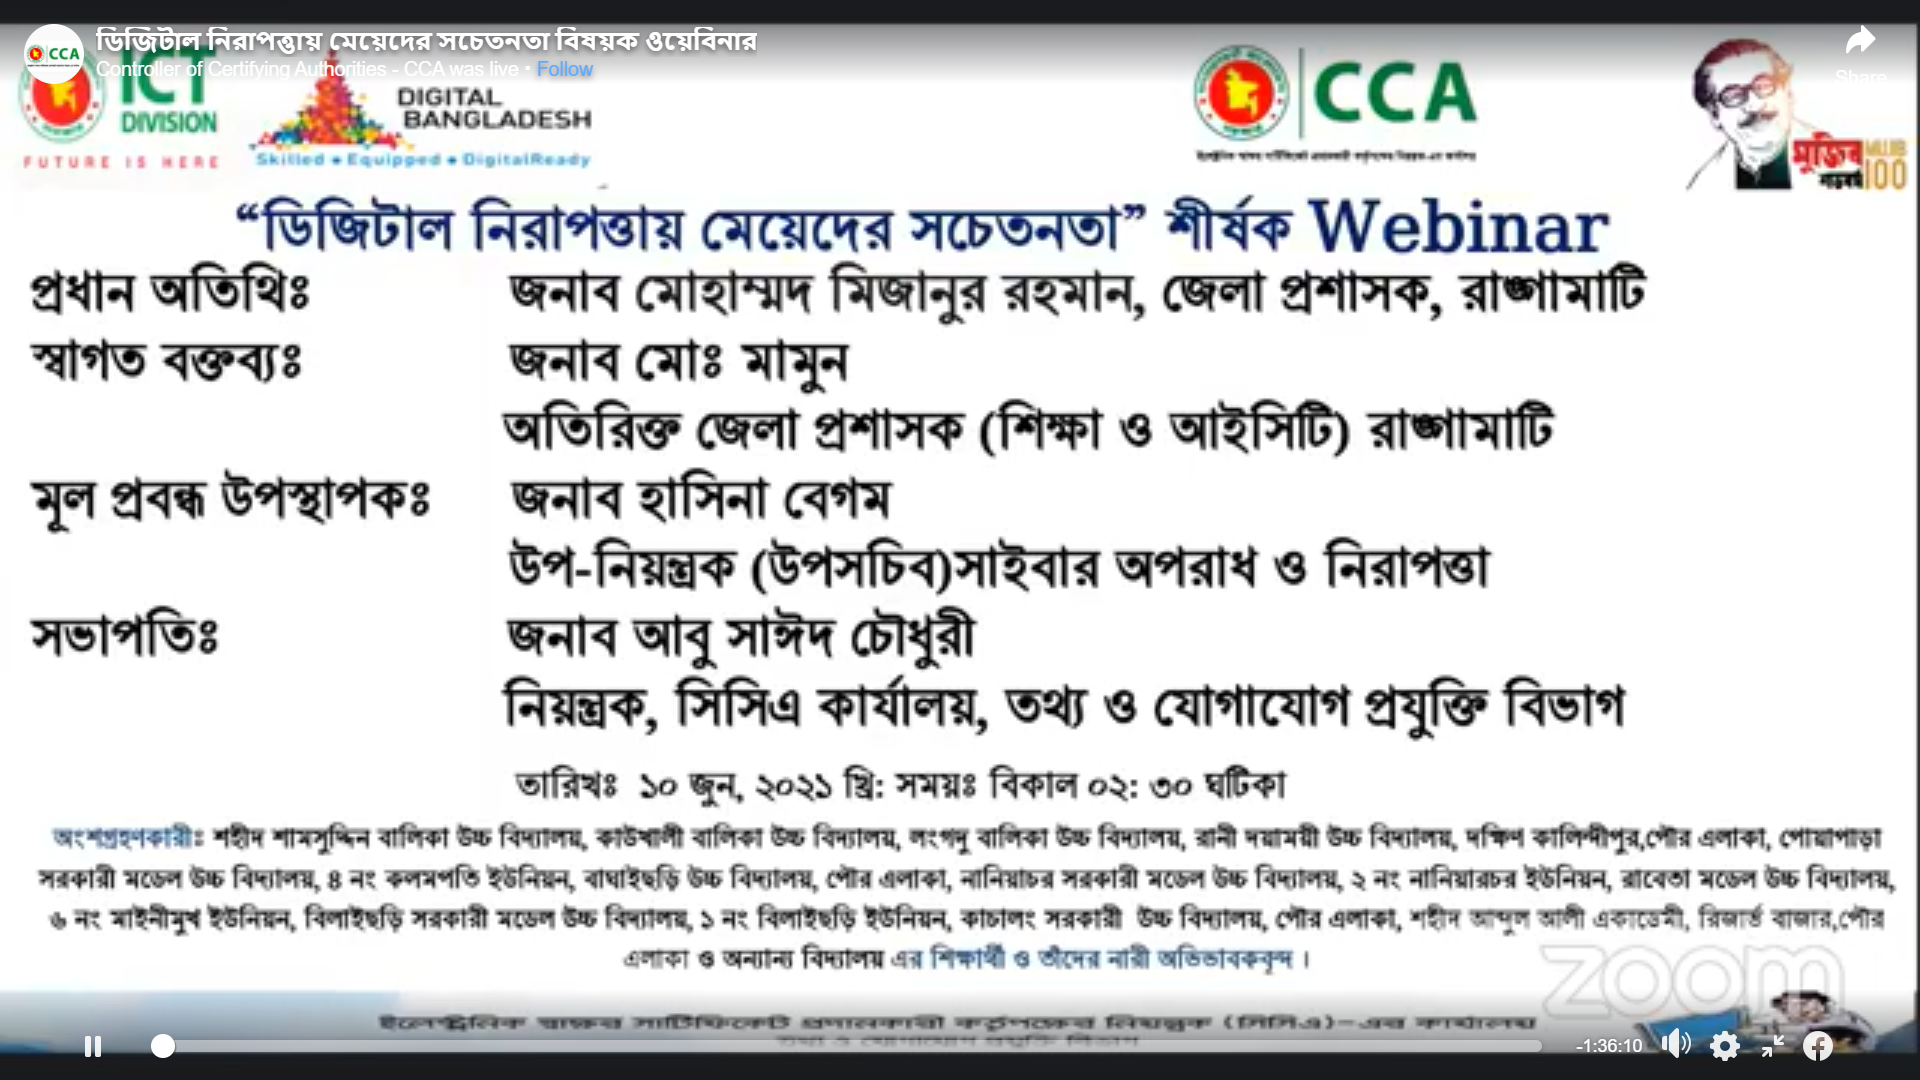 ডিজিটাল নিরাপত্তায় মেয়েদের সচেতনতা বিষয়ক ওয়েবিনার
Controller of Certifying Authorities - CCA was live · Follow
Share
CCA
ICT
DIVISION
FUTURE IS HERE
DIGITAL
BANGLADESH
Skilled • Equipped • DigitalReady
CCA
মুজিব
শতবর্ষ
MUJIB
100
“ডিজিটাল নিরাপত্তায় মেয়েদের সচেতনতা” শীর্ষক Webinar
প্রধান অতিথিঃ জনাব মোহাম্মদ মিজানুর রহমান, জেলা প্রশাসক, রাঙ্গামাটি
স্বাগত বক্তব্যঃ জনাব মোঃ মামুন
অতিরিক্ত জেলা প্রশাসক (শিক্ষা ও আইসিটি) রাঙ্গামাটি
মূল প্রবন্ধ উপস্থাপকঃ জনাব হাসিনা বেগম
উপ-নিয়ন্ত্রক (উপসচিব)সাইবার অপরাধ ও নিরাপত্তা
সভাপতিঃ জনাব আবু সাঈদ চৌধুরী
নিয়ন্ত্রক, সিসিএ কার্যালয়, তথ্য ও যোগাযোগ প্রযুক্তি বিভাগ
তারিখঃ ১০ জুন, ২০২১ খ্রি: সময়ঃ বিকাল ০২: ৩০ ঘটিকা
অংশগ্রহণকারীঃ শহীদ শামসুদ্দিন বালিকা উচ্চ বিদ্যালয়, কাউখালী বালিকা উচ্চ বিদ্যালয়, লংগদু বালিকা উচ্চ বিদ্যালয়, রানী দয়াময়ী উচ্চ বিদ্যালয়, দক্ষিণ কালিন্দীপুর,পৌর এলাকা, পোয়াপাড়া
সরকারী মডেল উচ্চ বিদ্যালয়, ৪ নং কলমপতি ইউনিয়ন, বাঘাইছড়ি উচ্চ বিদ্যালয়, পৌর এলাকা, নানিয়াচর সরকারী মডেল উচ্চ বিদ্যালয়, ২ নং নানিয়ারচর ইউনিয়ন, রাবেতা মডেল উচ্চ বিদ্যালয়,
৬ নং মাইনীমুখ ইউনিয়ন, বিলাইছড়ি সরকারী মডেল উচ্চ বিদ্যালয়, ১ নং বিলাইছড়ি ইউনিয়ন, কাচালং সরকারী উচ্চ বিদ্যালয়, পৌর এলাকা, শহীদ আব্দুল আলী একাডেমী, রিজার্ভ বাজার,পৌর
এলাকা ও অন্যান্য বিদ্যালয় এর শিক্ষার্থী ও তাঁদের নারী অভিভাবকবৃন্দ ।
zoom
ইলেক্ট্রনিক স্বাক্ষর সার্টিফিকেট প্রদানকারী কর্তৃপক্ষের নিয়ন্ত্রক (সিসিএ)-এর কার্যালয়
তথ্য ও যোগাযোগ প্রযুক্তি বিভাগ
-1:36:10